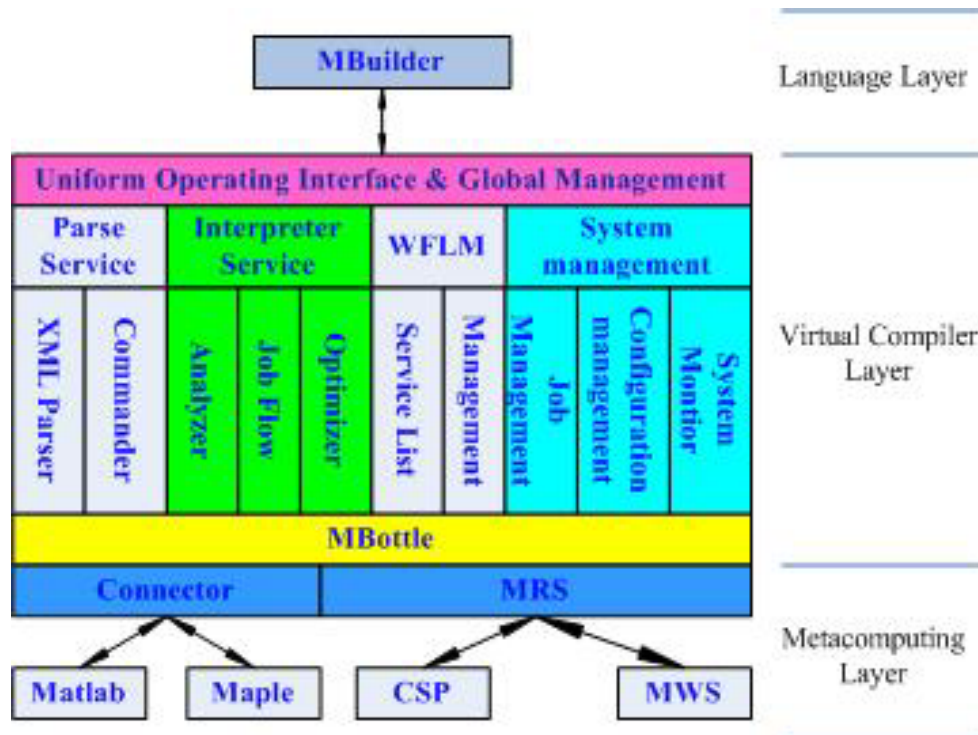 MBuilder
Language Layer
Uniform Operating Interface & Global Management
Parse
Service
Interpreter
Service
WFLM
System
management
XML Parser
Commander
Analyzer
Job Flow
Optimizer
Service List
Management
Job
Management
Configuration
management
System
Montior
Virtual Compiler
Layer
MBottle
Connector
MRS
Metacomputing
Layer
Matlab
Maple
CSP
MWS